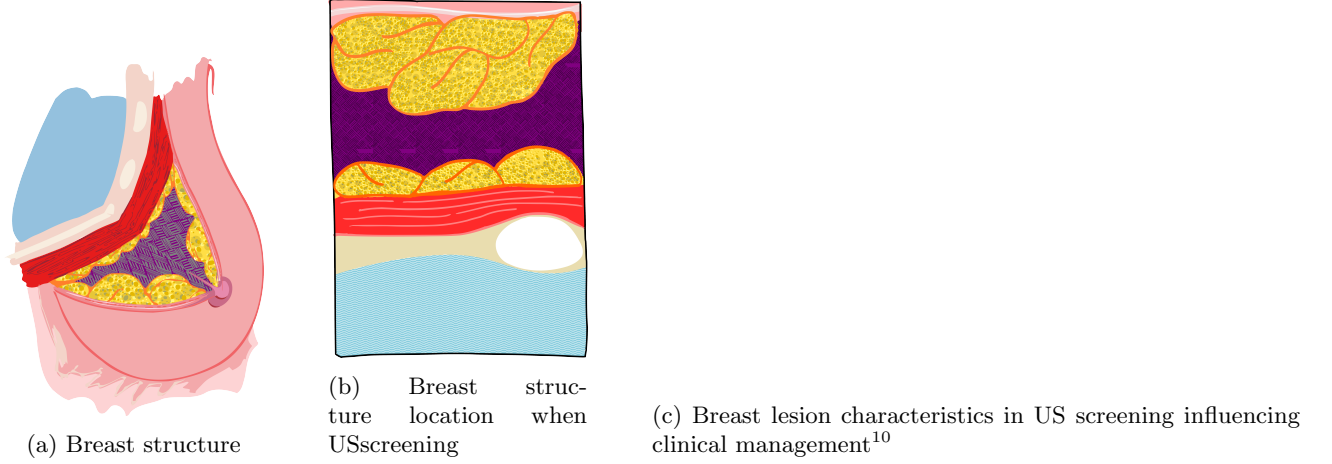 (a) Breast structure
(b) Breast struc-
ture location when
USscreening
(c) Breast lesion characteristics in US screening influencing
clinical management10